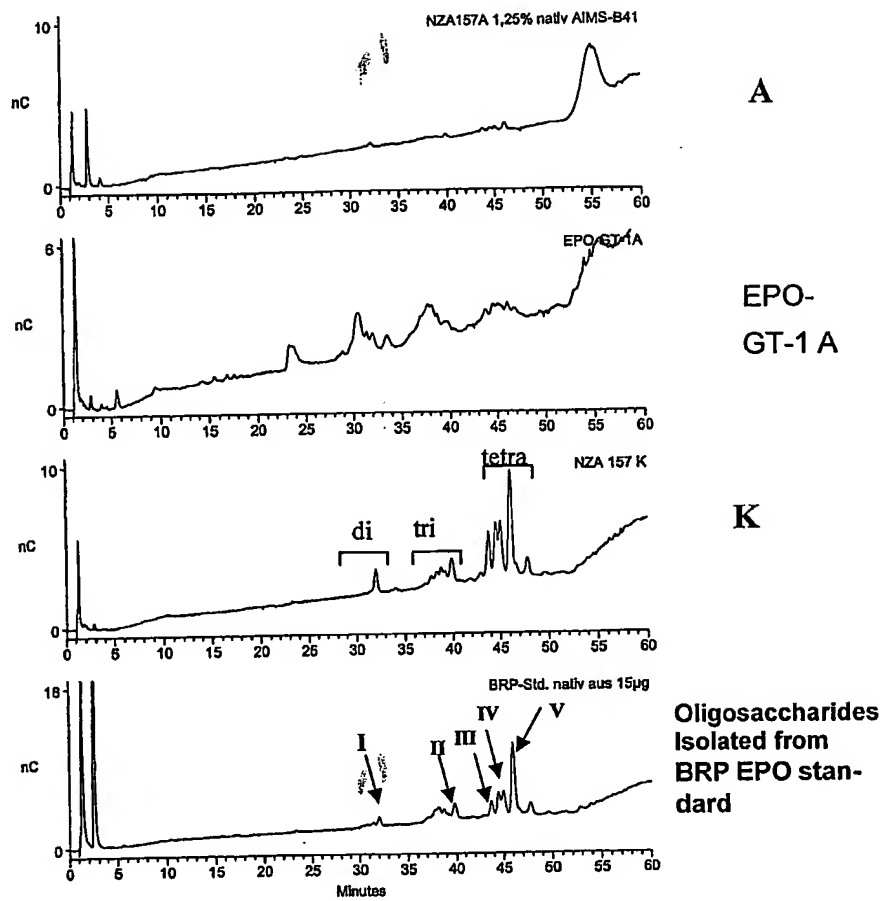 NZA157A 1,25% nativ AIMS-B41
10
nC
0
0 5 10 15 20 25 30 35 40 45 50 55 60
A
EPO-GT-1A
6
nC
0
0 5 10 15 20 25 30 35 40 45 50 55 60
EPO-
GT-1 A
NZA 157 K
tetra
10
di
tri
nC
0
0 5 10 15 20 25 30 35 40 45 50 55 60
K
BRP-Std. nativ aus 15µg
18
I
II
III
IV
V
nC
0
0 5 10 15 20 25 30 35 40 45 50 55 60
Minutes
Oligosaccharides
Isolated from
BRP EPO stan-
dard